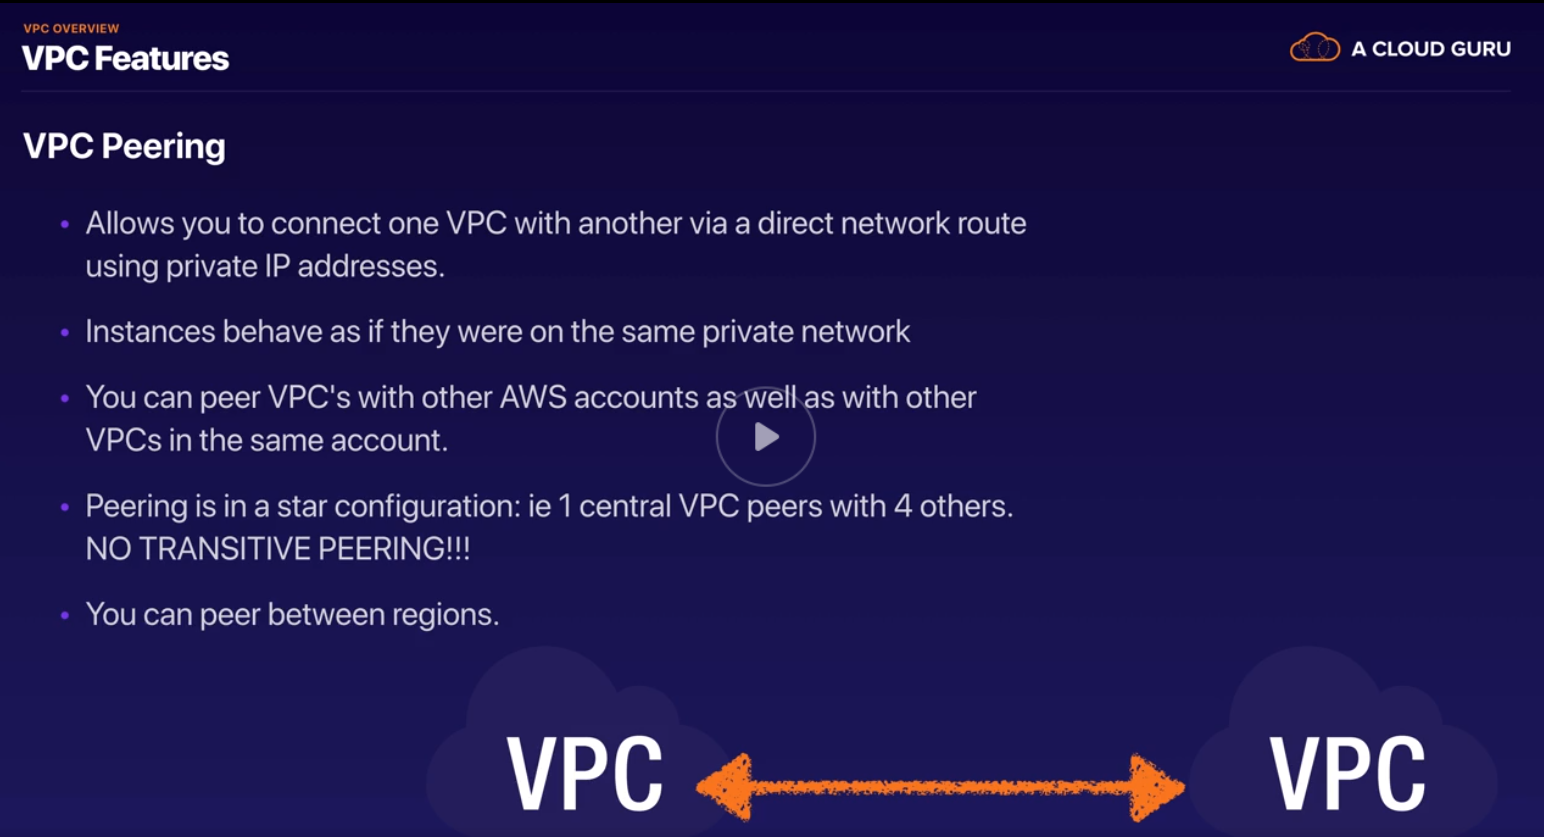 VPC OVERVIEW
VPC Features
A CLOUD GURU
VPC Peering
• Allows you to connect one VPC with another via a direct network route
using private IP addresses.
• Instances behave as if they were on the same private network
• You can peer VPC's with other AWS accounts as well as with other
VPCs in the same account.
• Peering is in a star configuration: ie 1 central VPC peers with 4 others.
NO TRANSITIVE PEERING!!!
• You can peer between regions.
VPC
VPC